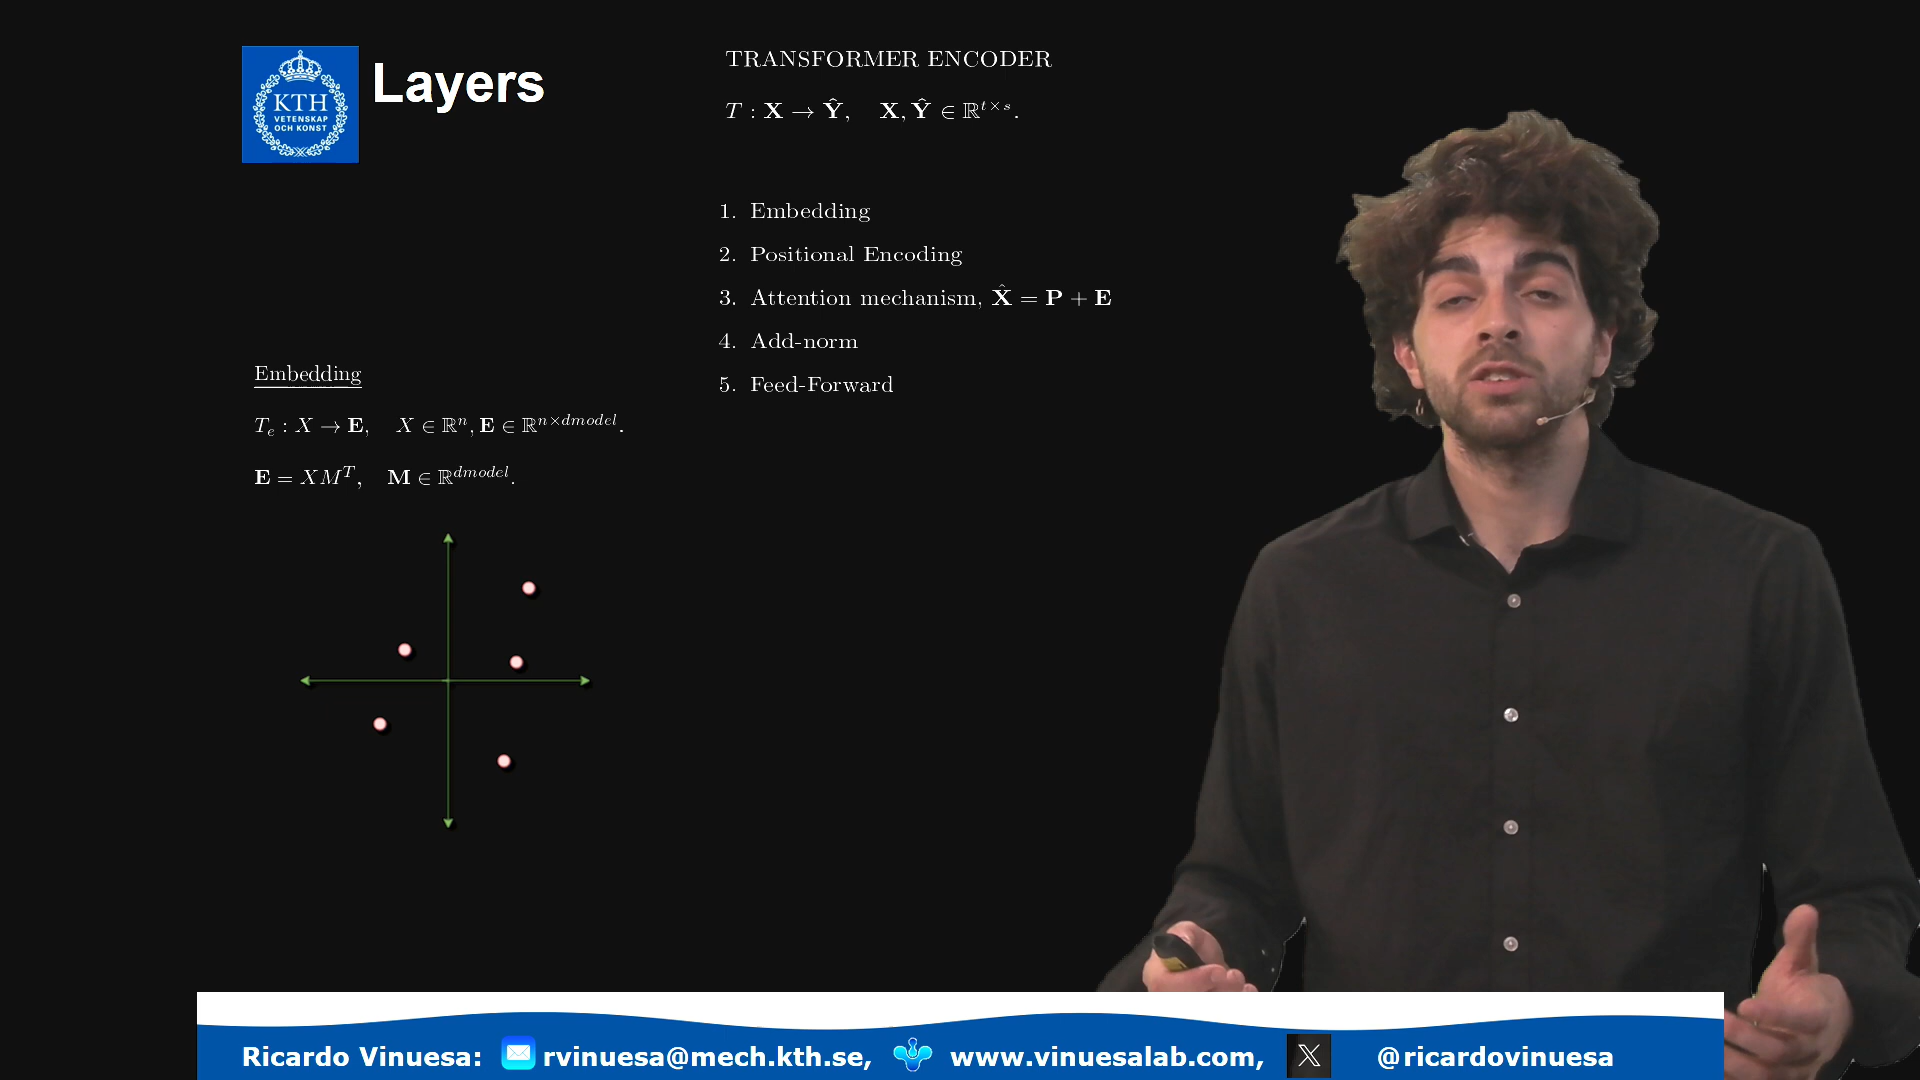 KTH
VETENSKAP
OCH KONST
Layers
TRANSFORMER ENCODER
T : X → Ŷ, X, Ŷ ∈ ℝ^{t×s}.
1. Embedding
2. Positional Encoding
3. Attention mechanism, X̂ = P + E
4. Add-norm
5. Feed-Forward
Embedding
T_e : X → E, X ∈ ℝ^n, E ∈ ℝ^{n×dmodel}.
E = XM^T, M ∈ ℝ^{dmodel}.
Ricardo Vinuesa: rvinuesa@mech.kth.se, www.vinuesalab.com, X @ricardovinuesa